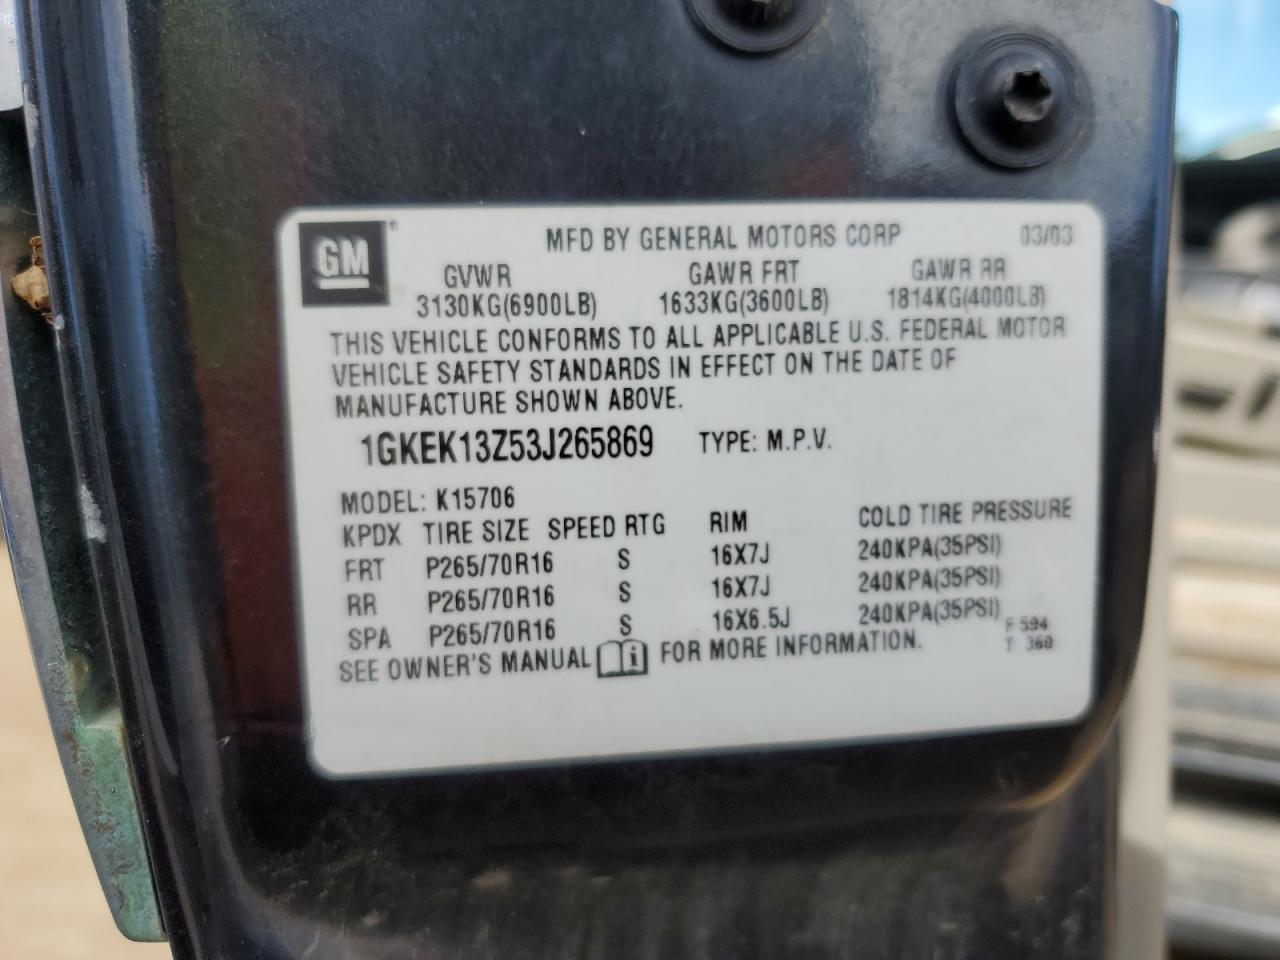 GM ®
MFD BY GENERAL MOTORS CORP 03/03
GVWR GAWR FRT GAWR RR
3130KG(6900LB) 1633KG(3600LB) 1814KG(4000LB)
THIS VEHICLE CONFORMS TO ALL APPLICABLE U.S. FEDERAL MOTOR
VEHICLE SAFETY STANDARDS IN EFFECT ON THE DATE OF
MANUFACTURE SHOWN ABOVE.
1GKEK13Z53J265869 TYPE: M.P.V.
MODEL: K15706
KPDX TIRE SIZE SPEED RTG RIM COLD TIRE PRESSURE
FRT P265/70R16 S 16X7J 240KPA(35PSI)
RR P265/70R16 S 16X7J 240KPA(35PSI)
SPA P265/70R16 S 16X6.5J 240KPA(35PSI)
F 594
T 360
SEE OWNER'S MANUAL i FOR MORE INFORMATION.